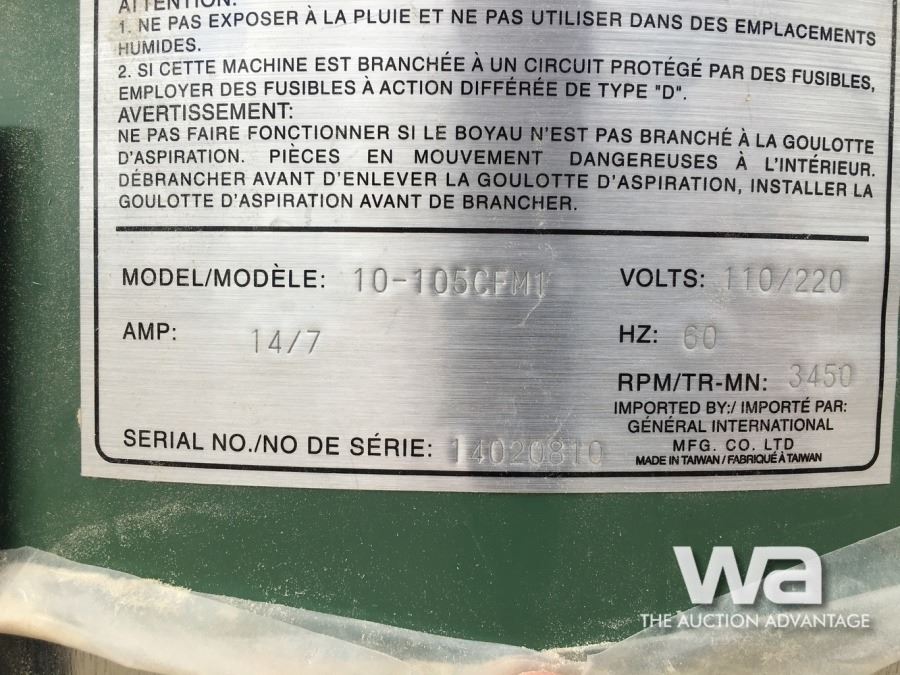 ATTENTION:
1. NE PAS EXPOSER À LA PLUIE ET NE PAS UTILISER DANS DES EMPLACEMENTS
HUMIDES.
2. SI CETTE MACHINE EST BRANCHÉE À UN CIRCUIT PROTÉGÉ PAR DES FUSIBLES,
EMPLOYER DES FUSIBLES À ACTION DIFFÉRÉE DE TYPE "D".
AVERTISSEMENT:
NE PAS FAIRE FONCTIONNER SI LE BOYAU N'EST PAS BRANCHÉ À LA GOULOTTE
D'ASPIRATION. PIÈCES EN MOUVEMENT DANGEREUSES À L'INTÉRIEUR.
DÉBRANCHER AVANT D'ENLEVER LA GOULOTTE D'ASPIRATION, INSTALLER LA
GOULOTTE D'ASPIRATION AVANT DE BRANCHER.
MODEL/MODÈLE: 10-105CFM1 VOLTS: 110/220
AMP: 14/7 HZ: 60
RPM/TR-MN: 3450
IMPORTED BY:/ IMPORTÉ PAR:
GÉNÉRAL INTERNATIONAL
MFG. CO. LTD
SERIAL NO./NO DE SÉRIE: 14020810
MADE IN TAIWAN / FABRIQUÉ À TAIWAN
wa
THE AUCTION ADVANTAGE